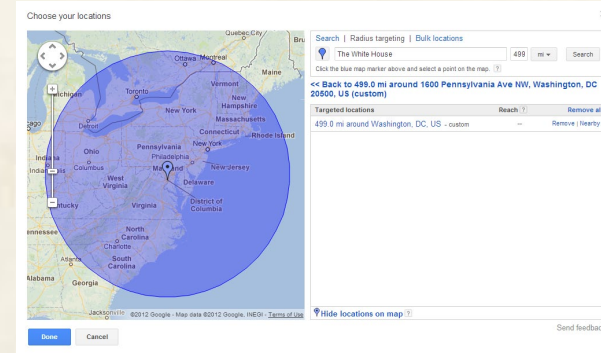 Choose your locations
Search | Radius targeting | Bulk locations
The White House 499 mi Search
Click the blue map marker above and select a point on the map. ?
<< Back to 499.0 mi around 1600 Pennsylvania Ave NW, Washington, DC
20500, US (custom)
Targeted locations Reach ? Remove all
499.0 mi around Washington, DC, US - custom -- Remove | Nearby
Quebec City
Ottawa Montreal
Maine
Toronto
Vermont
New
Hampshire
New York
Massachusetts
Detroit
Connecticut
Rhode Island
Pennsylvania
New York
Ohio
Philadelphia
Columbus
Maryland
New Jersey
West
Virginia
Delaware
Virginia
District of
Columbia
North
Carolina
Charlotte
Atlanta
South
Carolina
Alabama
Georgia
Jacksonville
©2012 Google - Map data ©2012 Google, INEGI - Terms of Use
Hide locations on map ?
Send feedbac
Done Cancel